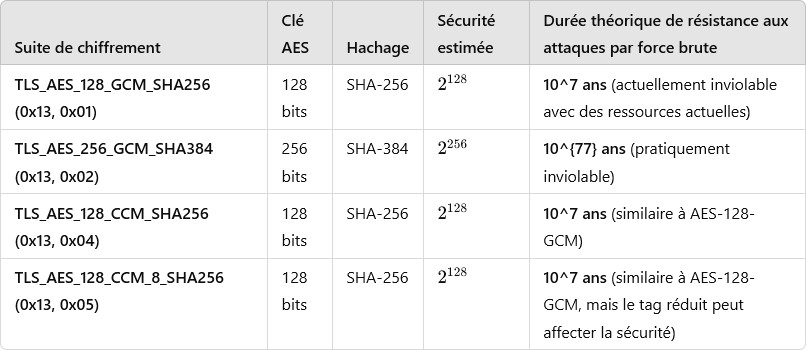 Suite de chiffrement | Clé AES | Hachage | Sécurité estimée | Durée théorique de résistance aux attaques par force brute
TLS_AES_128_GCM_SHA256 (0x13, 0x01) | 128 bits | SHA-256 | 2^128 | 10^7 ans (actuellement inviolable avec des ressources actuelles)
TLS_AES_256_GCM_SHA384 (0x13, 0x02) | 256 bits | SHA-384 | 2^256 | 10^{77} ans (pratiquement inviolable)
TLS_AES_128_CCM_SHA256 (0x13, 0x04) | 128 bits | SHA-256 | 2^128 | 10^7 ans (similaire à AES-128-GCM)
TLS_AES_128_CCM_8_SHA256 (0x13, 0x05) | 128 bits | SHA-256 | 2^128 | 10^7 ans (similaire à AES-128-GCM, mais le tag réduit peut affecter la sécurité)